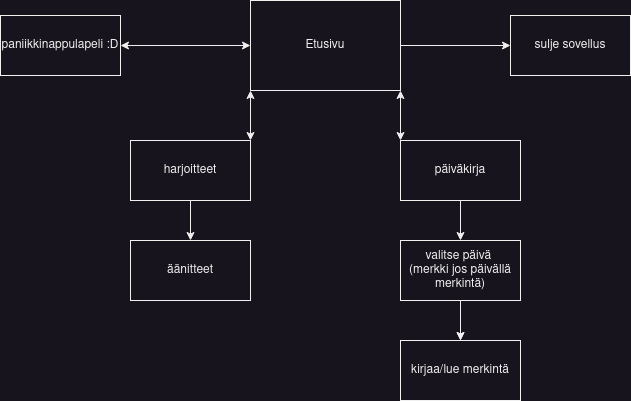 paniikkinappulapeli :D
Etusivu
sulje sovellus
harjoitteet
päiväkirja
äänitteet
valitse päivä
(merkki jos päivällä
merkintä)
kirjaa/lue merkintä